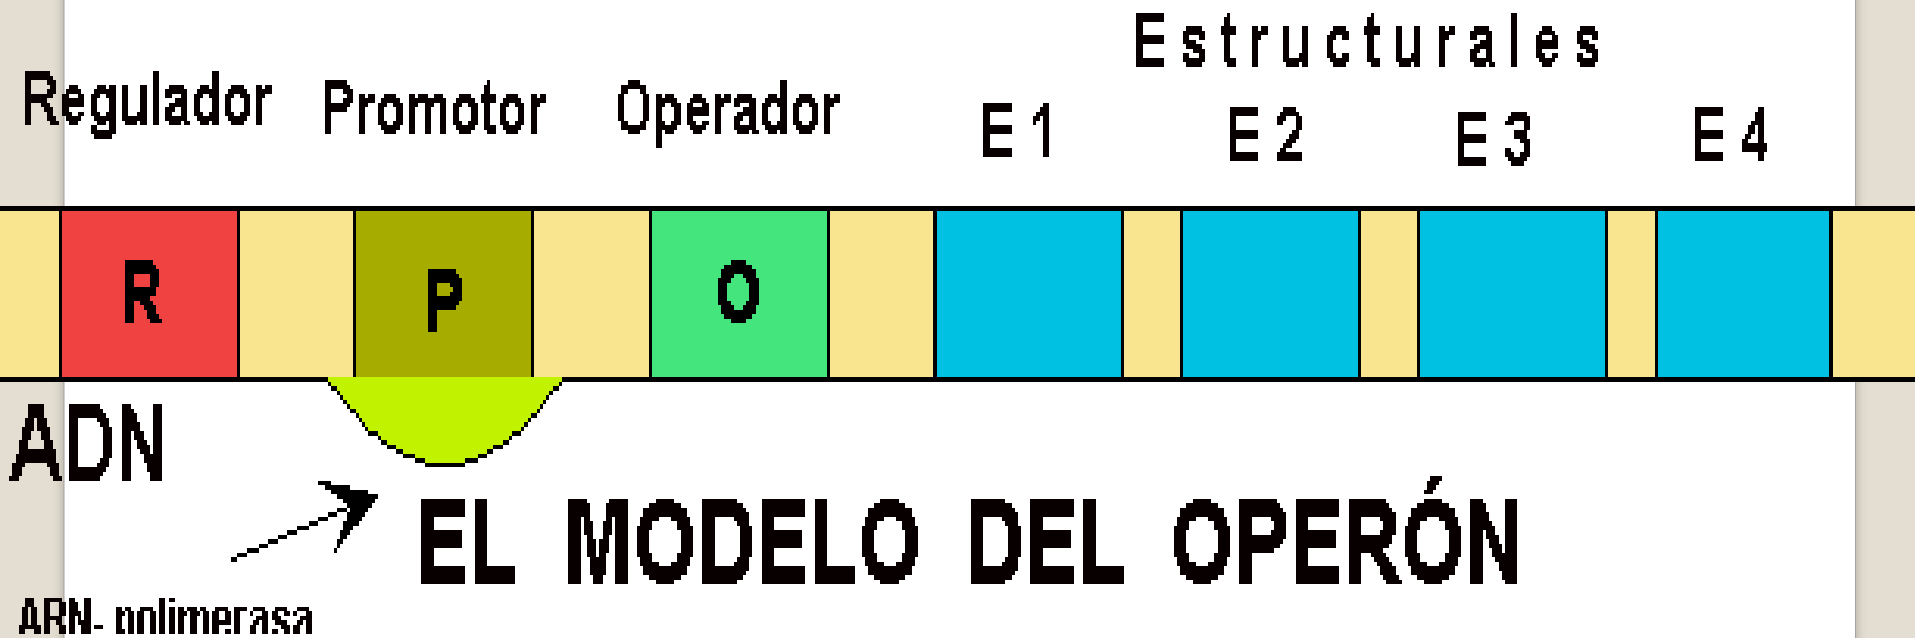 Estructurales
Regulador Promotor Operador E 1 E 2 E 3 E 4
R P O
ADN
EL MODELO DEL OPERÓN
ARN- polimerasa